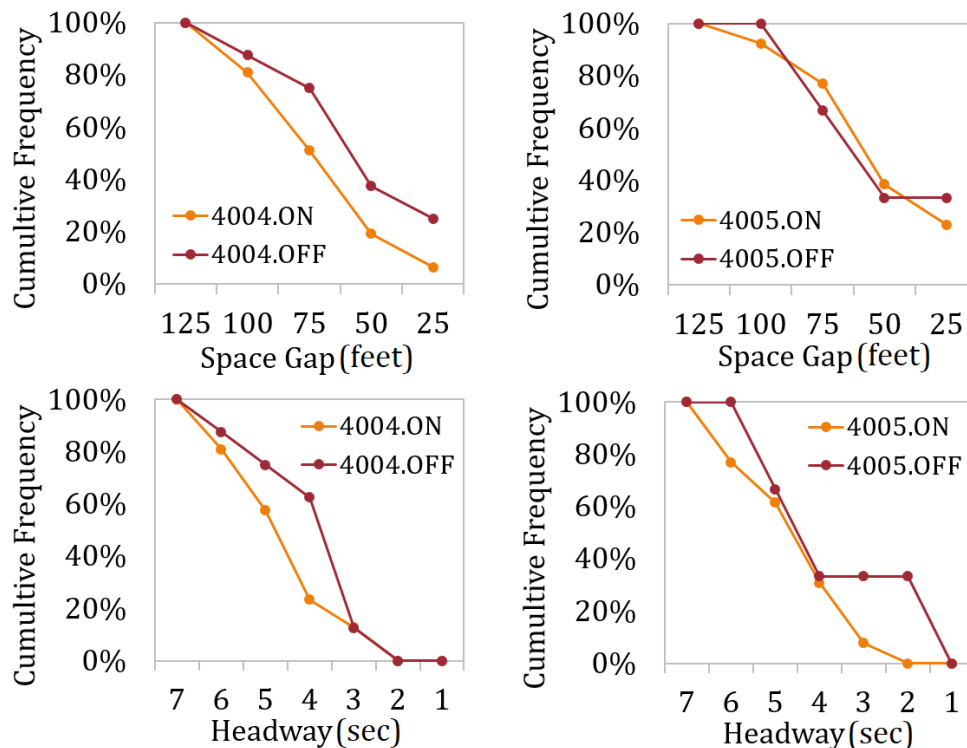 Cumultive Frequency
100%
80%
60%
40%
20%
0%
4004.ON
4004.OFF
125 100 75 50 25
Space Gap (feet)
Cumultive Frequency
100%
80%
60%
40%
20%
0%
4005.ON
4005.OFF
125 100 75 50 25
Space Gap (feet)
Cumultive Frequency
100%
80%
60%
40%
20%
0%
4004.ON
4004.OFF
7 6 5 4 3 2 1
Headway (sec)
Cumultive Frequency
100%
80%
60%
40%
20%
0%
4005.ON
4005.OFF
7 6 5 4 3 2 1
Headway (sec)